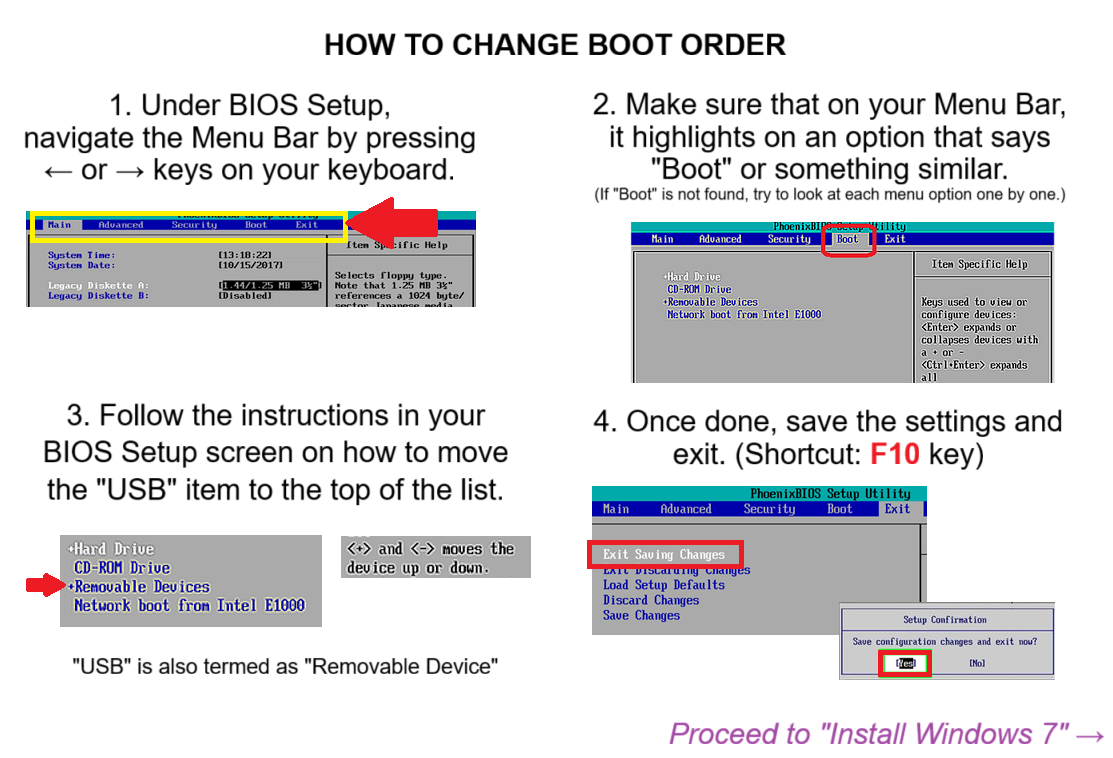 HOW TO CHANGE BOOT ORDER
1. Under BIOS Setup,
navigate the Menu Bar by pressing
← or → keys on your keyboard.
PhoenixBIOS Setup Utility
Main Advanced Security Boot Exit
Item Specific Help
System Time: [13:18:22]
System Date: [10/15/2017]
Selects floppy type.
Legacy Diskette A: [1.44/1.25 MB 3½"]
Note that 1.25 MB 3½"
Legacy Diskette B: [Disabled]
references a 1024 byte/
sector Japanese media
2. Make sure that on your Menu Bar,
it highlights on an option that says
"Boot" or something similar.
(If "Boot" is not found, try to look at each menu option one by one.)
PhoenixBIOS Setup Utility
Main Advanced Security Boot Exit
Item Specific Help
+Hard Drive
CD-ROM Drive
+Removable Devices
Network boot from Intel E1000
Keys used to view or
configure devices:
<Enter> expands or
collapses devices with
a + or -
<Ctrl+Enter> expands
all
3. Follow the instructions in your
BIOS Setup screen on how to move
the "USB" item to the top of the list.
+Hard Drive
CD-ROM Drive
+Removable Devices
Network boot from Intel E1000
<+> and <-> moves the
device up or down.
"USB" is also termed as "Removable Device"
4. Once done, save the settings and
exit. (Shortcut: F10 key)
PhoenixBIOS Setup Utility
Main Advanced Security Boot Exit
Exit Saving Changes
Exit Discarding Changes
Load Setup Defaults
Discard Changes
Save Changes
Setup Confirmation
Save configuration changes and exit now?
[Yes] [No]
Proceed to "Install Windows 7" →